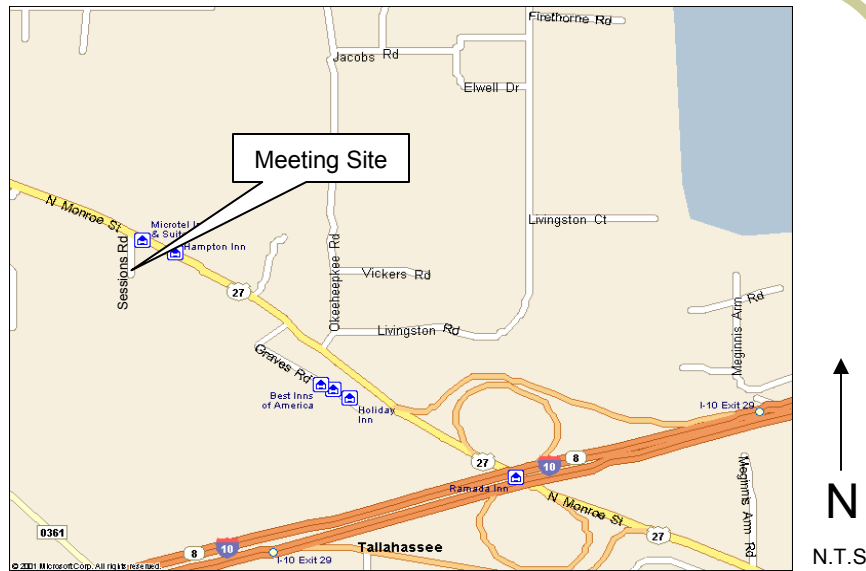 Firethorne Rd
Jacobs Rd
Elwell Dr
Meeting Site
N Monroe St
Microtel
& Suite
Hampton Inn
Sessions Rd
Livingston Ct
Okeeheepkee Rd
Vickers Rd
27
Livingston Rd
Meginnis Arm Rd
Graves Rd
Best Inns
of America
Holiday
Inn
I-10 Exit 29
27
10
8
Ramada Inn
N Monroe St
Meginnis Arm Rd
27
0361
8
10
Tallahassee
I-10 Exit 29
© 2001 Microsoft Corp. All rights reserved.
N
N.T.S